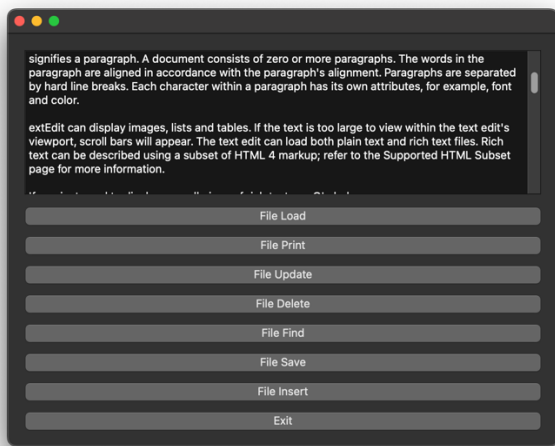 signifies a paragraph. A document consists of zero or more paragraphs. The words in the
paragraph are aligned in accordance with the paragraph's alignment. Paragraphs are separated
by hard line breaks. Each character within a paragraph has its own attributes, for example, font
and color.
extEdit can display images, lists and tables. If the text is too large to view within the text edit's
viewport, scroll bars will appear. The text edit can load both plain text and rich text files. Rich
text can be described using a subset of HTML 4 markup; refer to the Supported HTML Subset
page for more information.
File Load
File Print
File Update
File Delete
File Find
File Save
File Insert
Exit